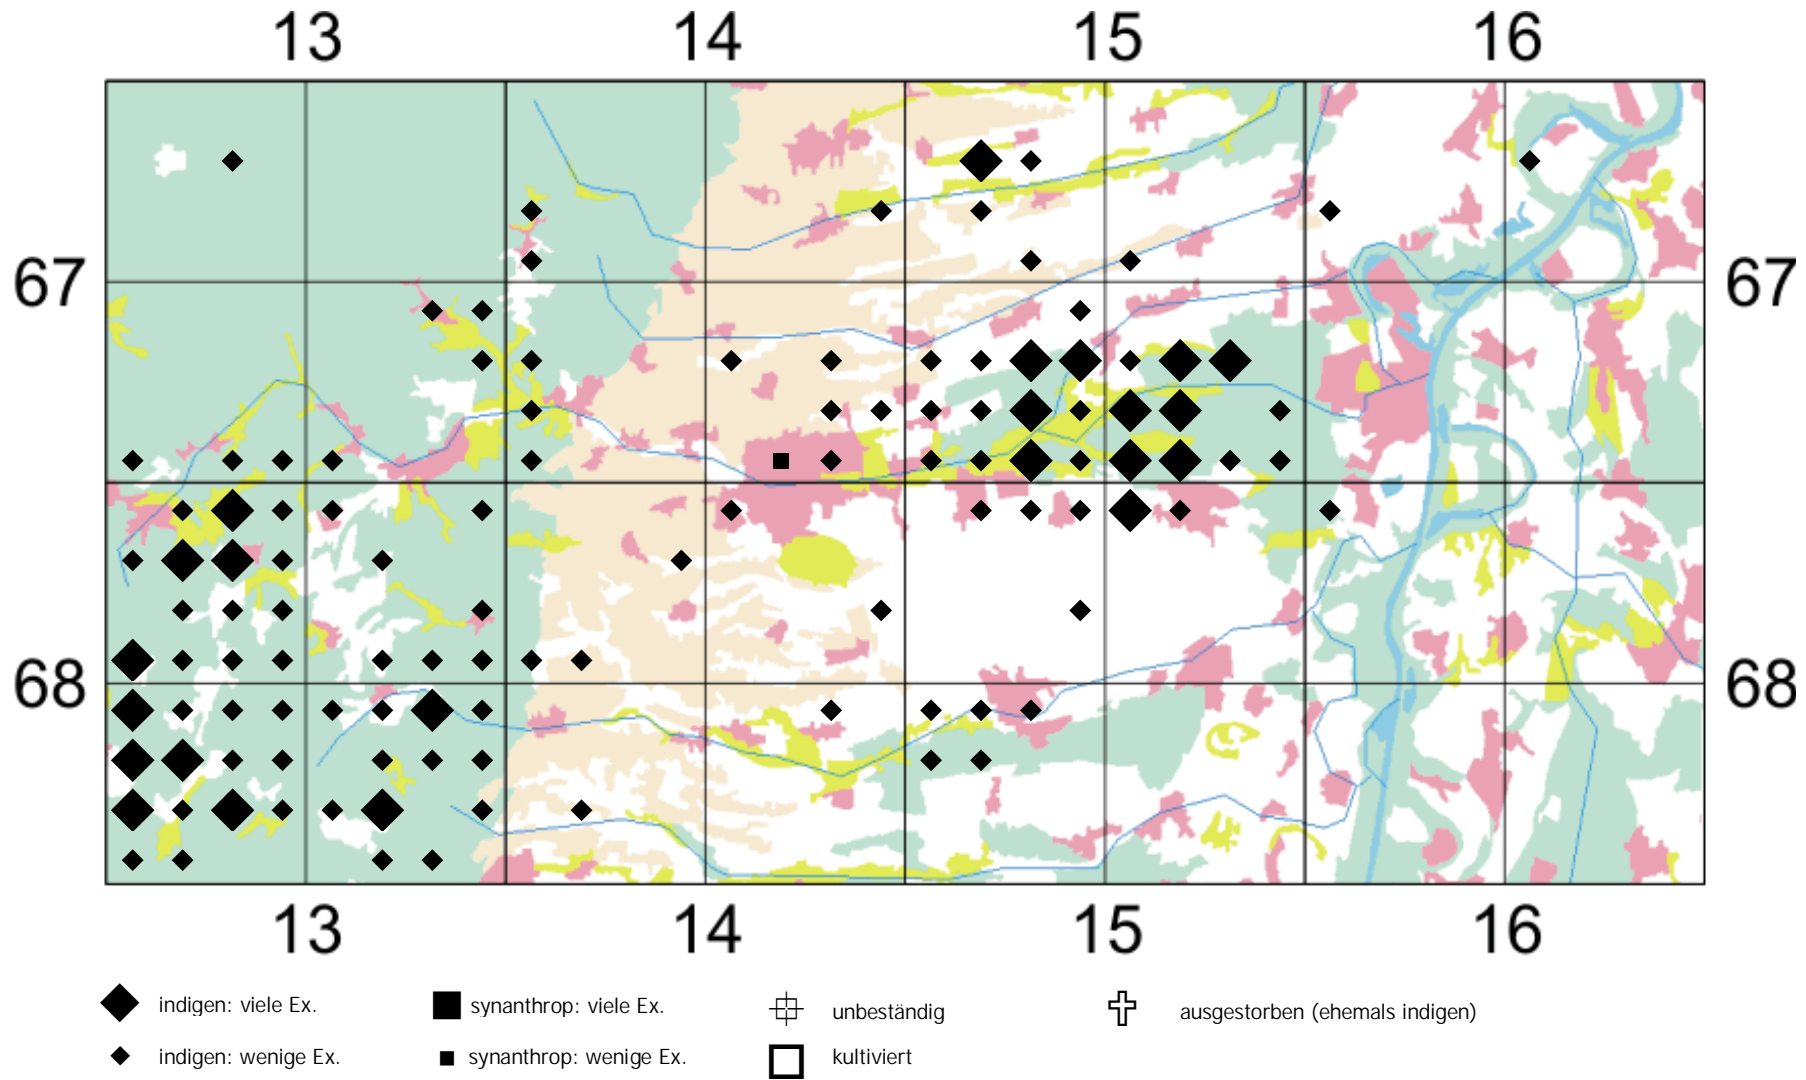 13 14 15 16
67 67
68 68
13 14 15 16
indigen: viele Ex. synanthrop: viele Ex. unbeständig ausgestorben (ehemals indigen)
indigen: wenige Ex. synanthrop: wenige Ex. kultiviert